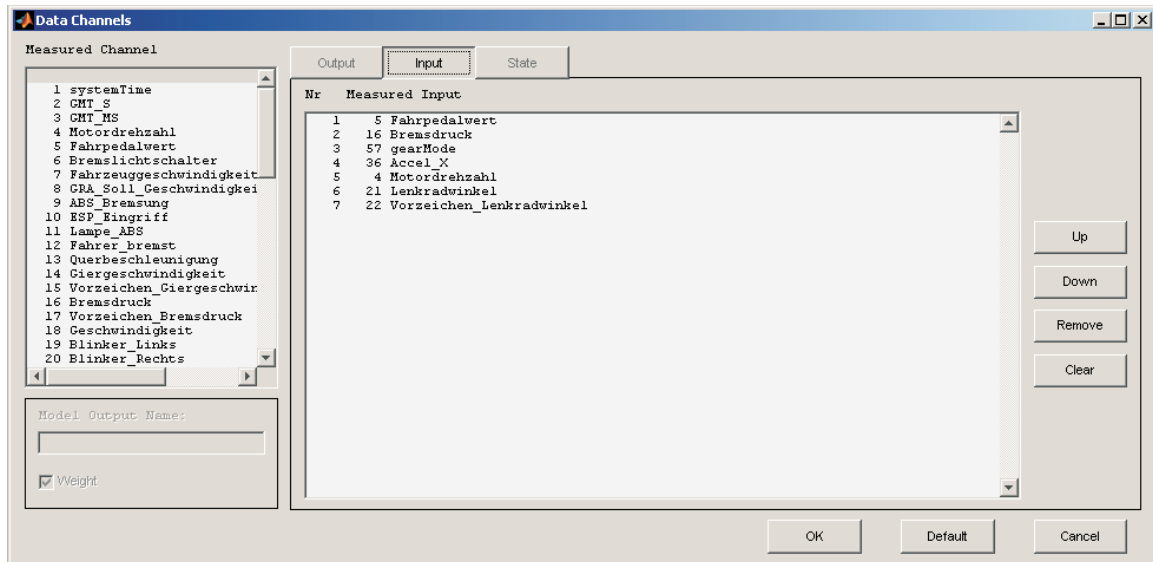 Data Channels
Measured Channel
1 systemTime
2 GMT_S
3 GMT_MS
4 Motordrehzahl
5 Fahrpedalwert
6 Bremslichtschalter
7 Fahrzeuggeschwindigkeit
8 GRA_Soll_Geschwindigkei
9 ABS_Bremsung
10 ESP_Eingriff
11 Lampe_ABS
12 Fahrer_bremst
13 Querbeschleunigung
14 Giergeschwindigkeit
15 Vorzeichen_Giergeschwin
16 Bremsdruck
17 Vorzeichen_Bremsdruck
18 Geschwindigkeit
19 Blinker_Links
20 Blinker_Rechts
Model Output Name:
Weight
Output Input State
Nr Measured Input
1 5 Fahrpedalwert
2 16 Bremsdruck
3 57 gearMode
4 36 Accel_X
5 4 Motordrehzahl
6 21 Lenkradwinkel
7 22 Vorzeichen_Lenkradwinkel
Up
Down
Remove
Clear
OK Default Cancel